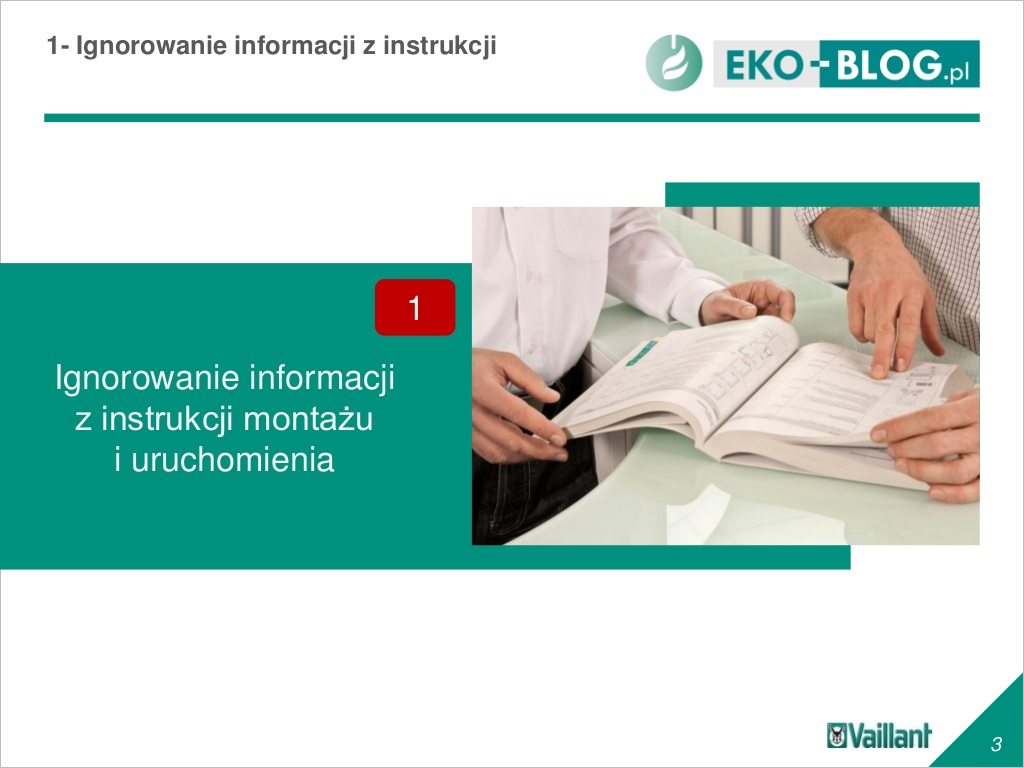 1- Ignorowanie informacji z instrukcji
EKO-BLOG.pl
1
Ignorowanie informacji
z instrukcji montażu
i uruchomienia
Vaillant
3